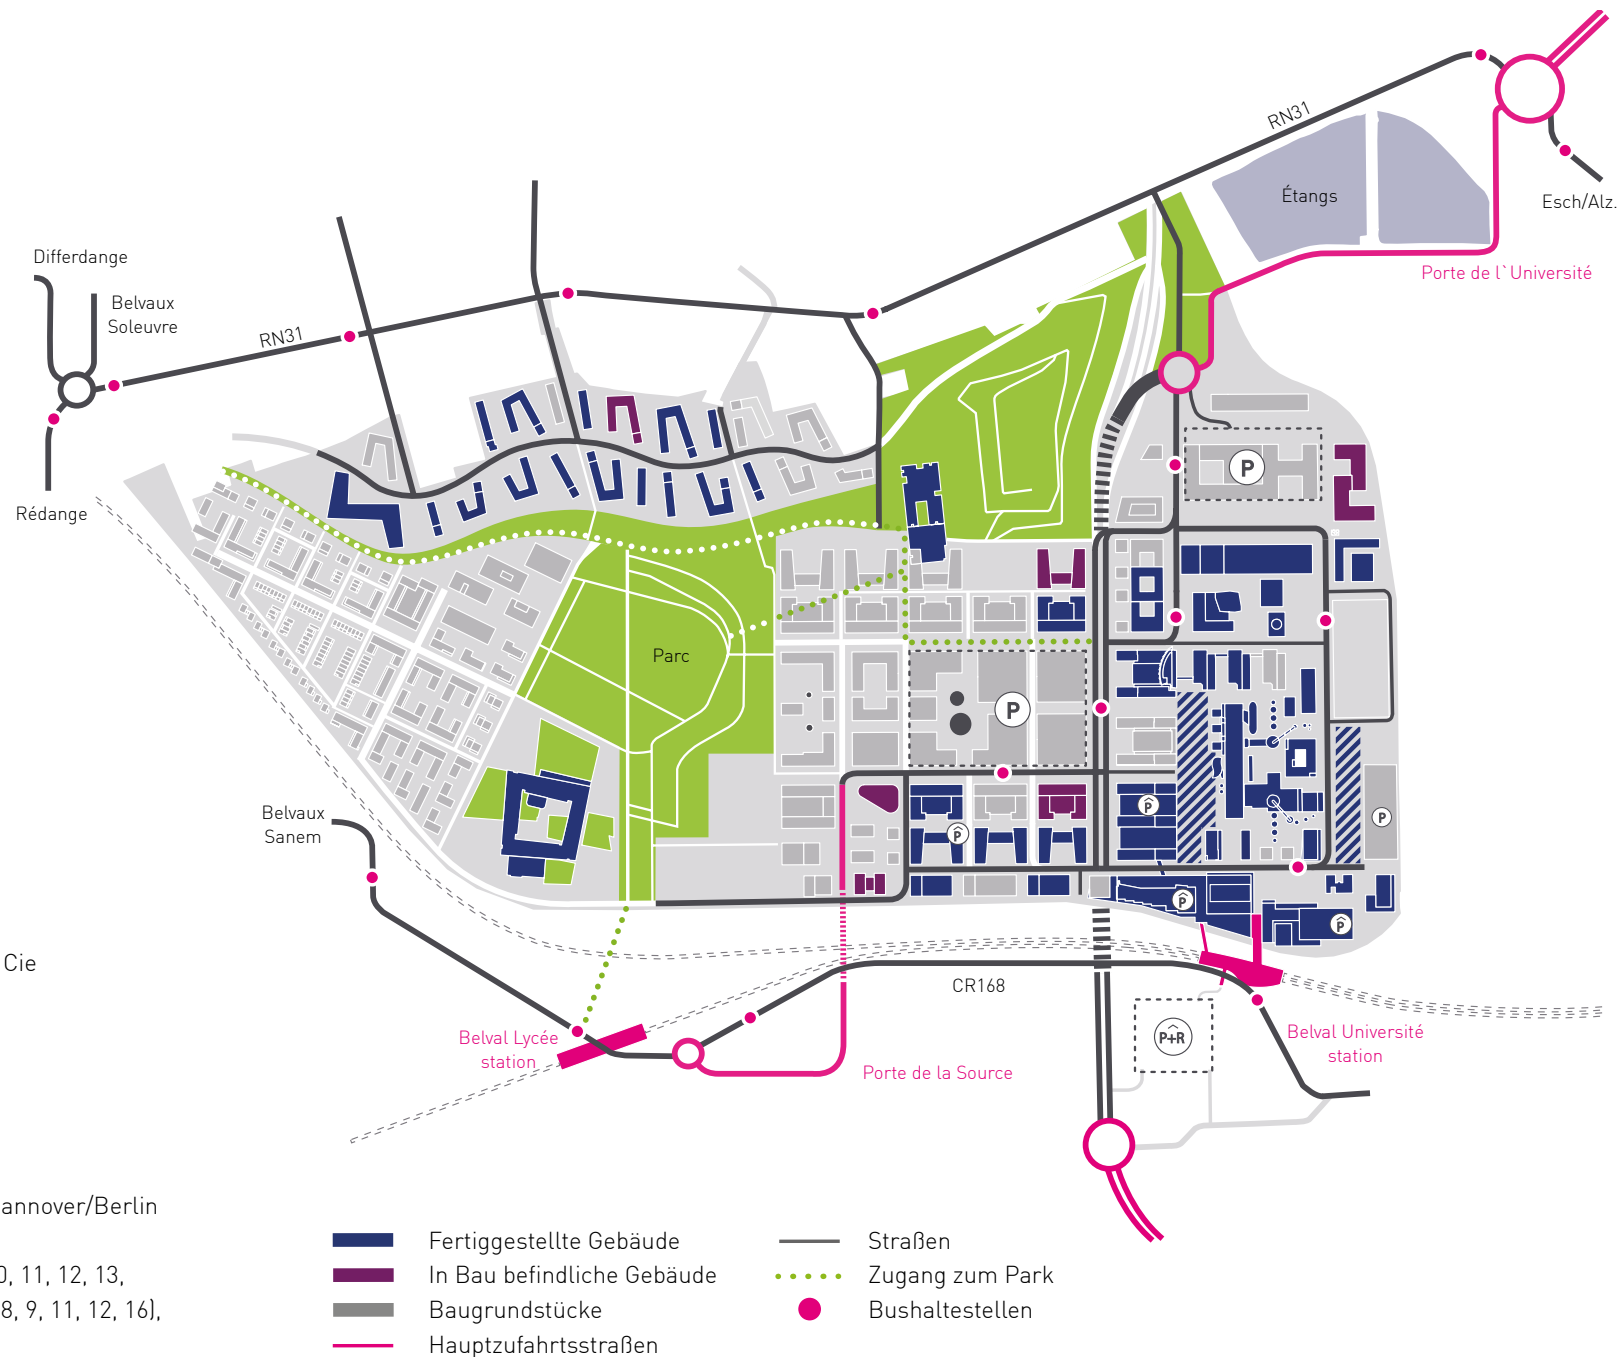 RN31
Étangs
Esch/Alz.
Porte de l`Université
Differdange
Belvaux
Soleuvre
RN31
Rédange
P
Parc
P
P
P
P
Belvaux
Sanem
P
P
Cie
CR168
Belval Lycée
station
P+R
Belval Université
station
Porte de la Source
annover/Berlin
0, 11, 12, 13,
8, 9, 11, 12, 16),
Fertiggestellte Gebäude
In Bau befindliche Gebäude
Baugrundstücke
Hauptzufahrtsstraßen
Straßen
Zugang zum Park
Bushaltestellen